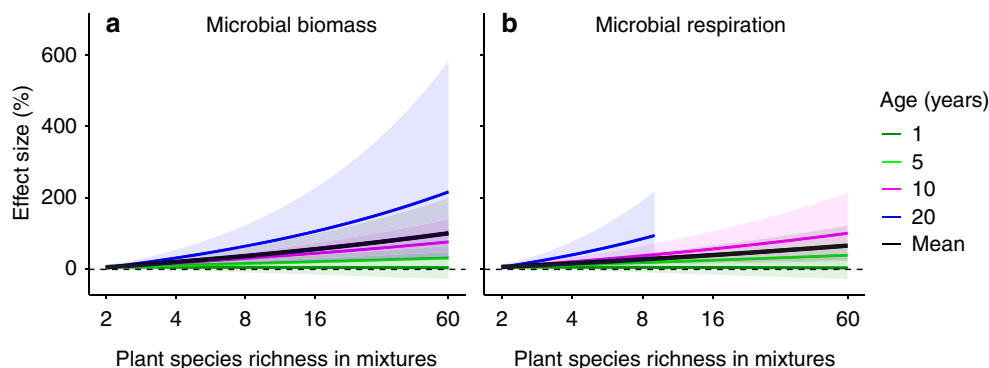 a Microbial biomass
b Microbial respiration
Effect size (%)
600
400
200
0
2 4 8 16 60
2 4 8 16 60
Plant species richness in mixtures
Plant species richness in mixtures
Age (years)
1
5
10
20
Mean